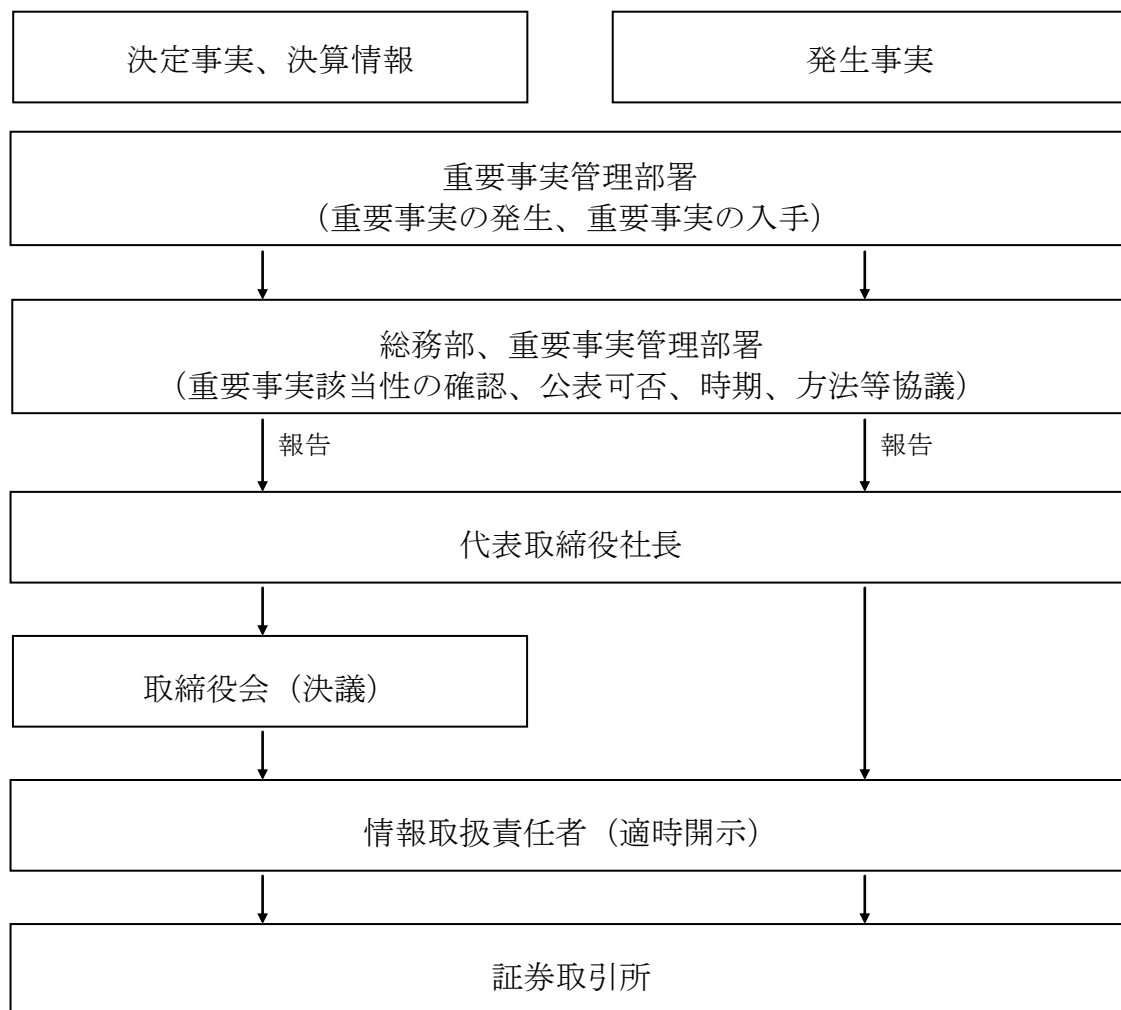 決定事実、決算情報
発生事実
重要事実管理部署
（重要事実の発生、重要事実の入手）
総務部、重要事実管理部署
（重要事実該当性の確認、公表可否、時期、方法等協議）
報告
報告
代表取締役社長
取締役会（決議）
情報取扱責任者（適時開示）
証券取引所